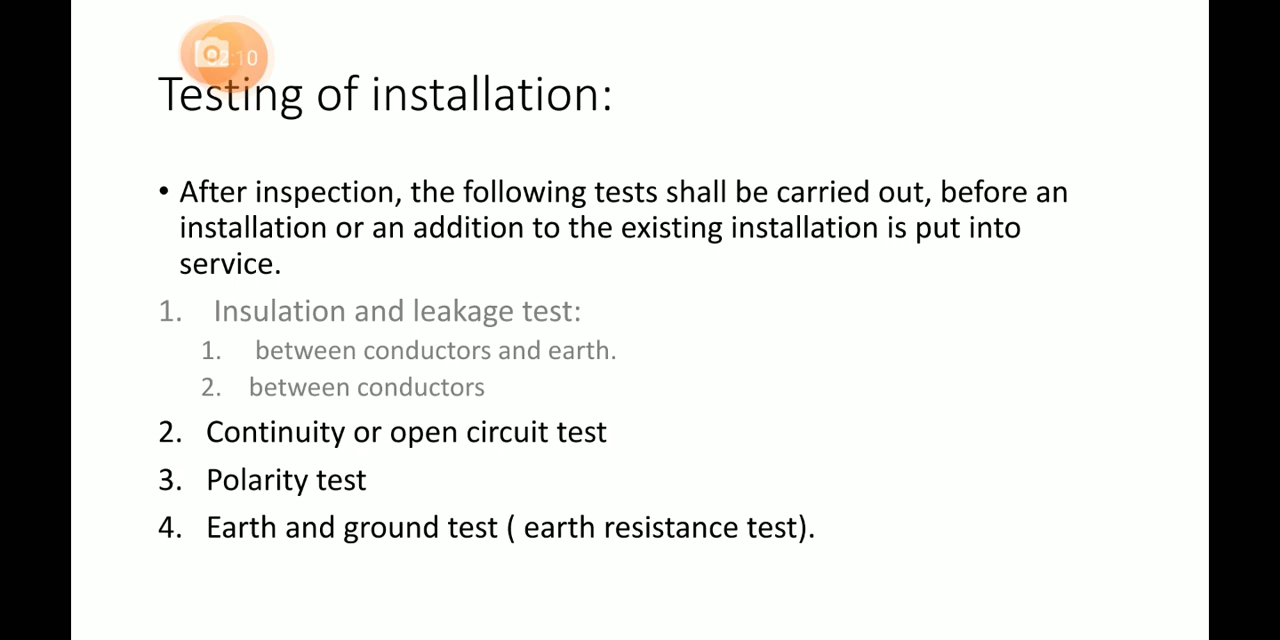 02:10
Testing of installation:
• After inspection, the following tests shall be carried out, before an
installation or an addition to the existing installation is put into
service.
1. Insulation and leakage test:
1. between conductors and earth.
2. between conductors
2. Continuity or open circuit test
3. Polarity test
4. Earth and ground test ( earth resistance test).